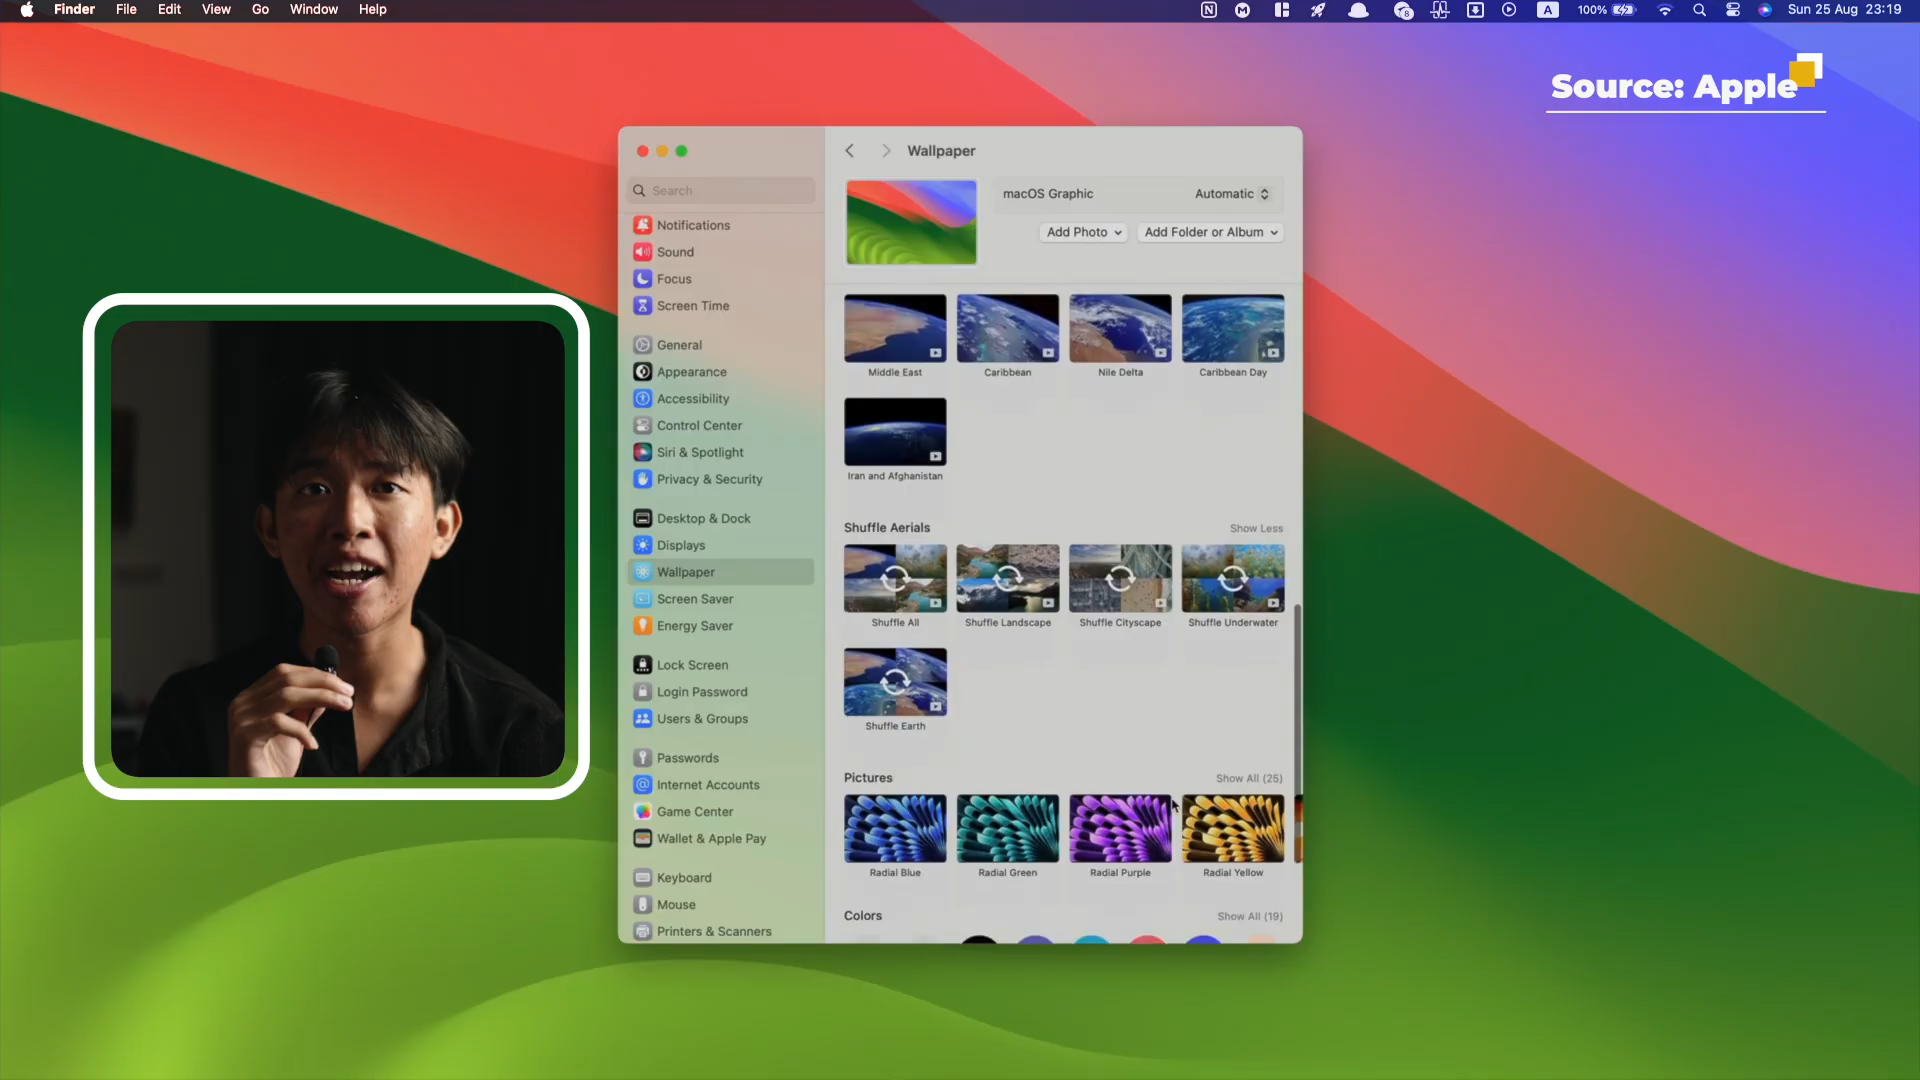 Finder File Edit View Go Window Help
100% Sun 25 Aug 23:19
Source: Apple
Wallpaper
Search
macOS Graphic Automatic
Add Photo Add Folder or Album
Notifications
Sound
Focus
Screen Time
General
Appearance
Accessibility
Control Center
Siri & Spotlight
Privacy & Security
Desktop & Dock
Displays
Wallpaper
Screen Saver
Energy Saver
Lock Screen
Login Password
Users & Groups
Passwords
Internet Accounts
Game Center
Wallet & Apple Pay
Keyboard
Mouse
Printers & Scanners
Middle East Caribbean Nile Delta Caribbean Day
Iran and Afghanistan
Shuffle Aerials Show Less
Shuffle All Shuffle Landscape Shuffle Cityscape Shuffle Underwater
Shuffle Earth
Pictures Show All (25)
Radial Blue Radial Green Radial Purple Radial Yellow
Colors Show All (19)